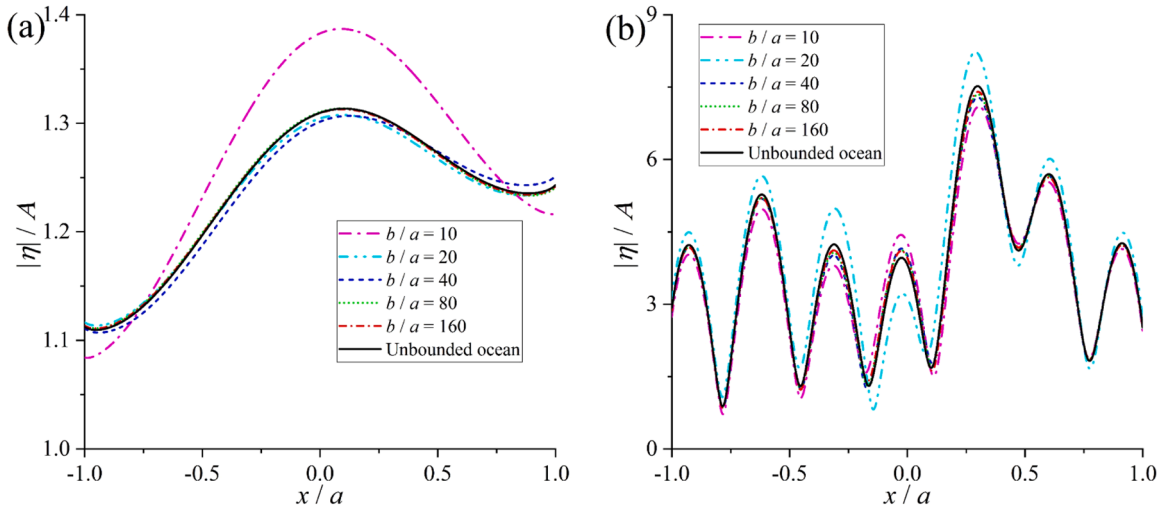 (a)
1.4
1.3
1.2
1.1
1.0
|η| / A
b / a = 10
b / a = 20
b / a = 40
b / a = 80
b / a = 160
Unbounded ocean
-1.0 -0.5 0.0 0.5 1.0
x / a
(b)
9
6
3
0
|η| / A
b / a = 10
b / a = 20
b / a = 40
b / a = 80
b / a = 160
Unbounded ocean
-1.0 -0.5 0.0 0.5 1.0
x / a